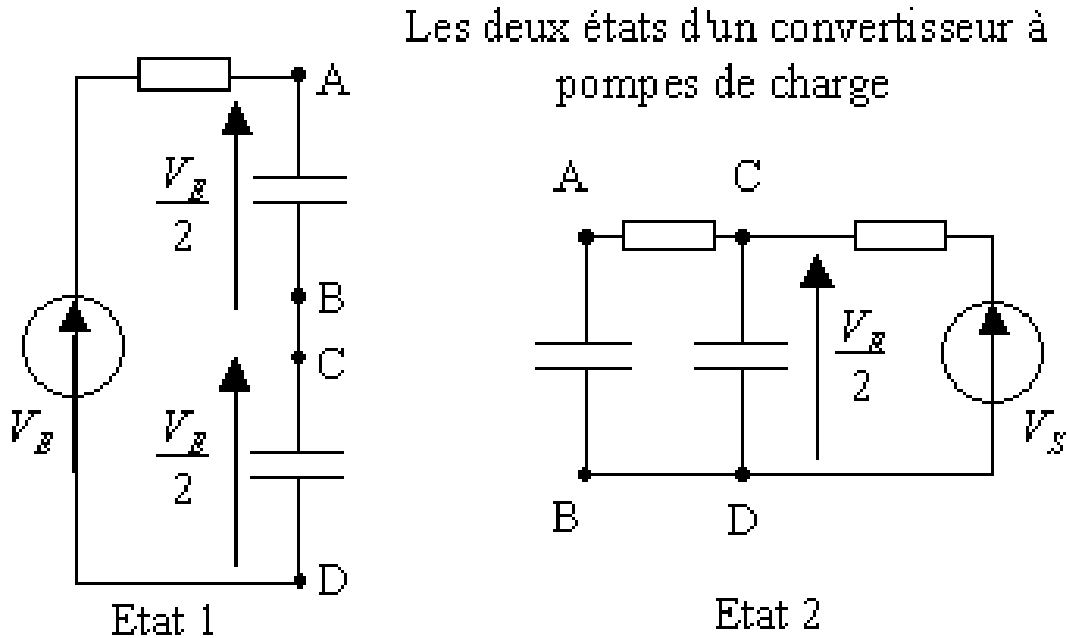 Les deux états d'un convertisseur à
pompes de charge
A
V_E
2
B
C
V_E
V_E
2
D
Etat 1
A
C
V_E
2
V_S
B
D
Etat 2